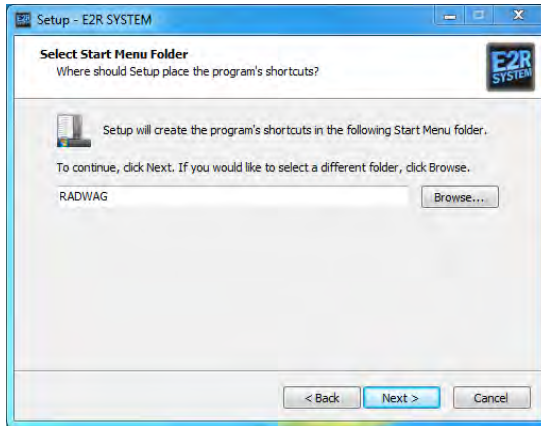 Setup - E2R SYSTEM
Select Start Menu Folder
Where should Setup place the program's shortcuts?
E2R
SYSTEM
Setup will create the program's shortcuts in the following Start Menu folder.
To continue, click Next. If you would like to select a different folder, click Browse.
RADWAG
Browse...
< Back
Next >
Cancel